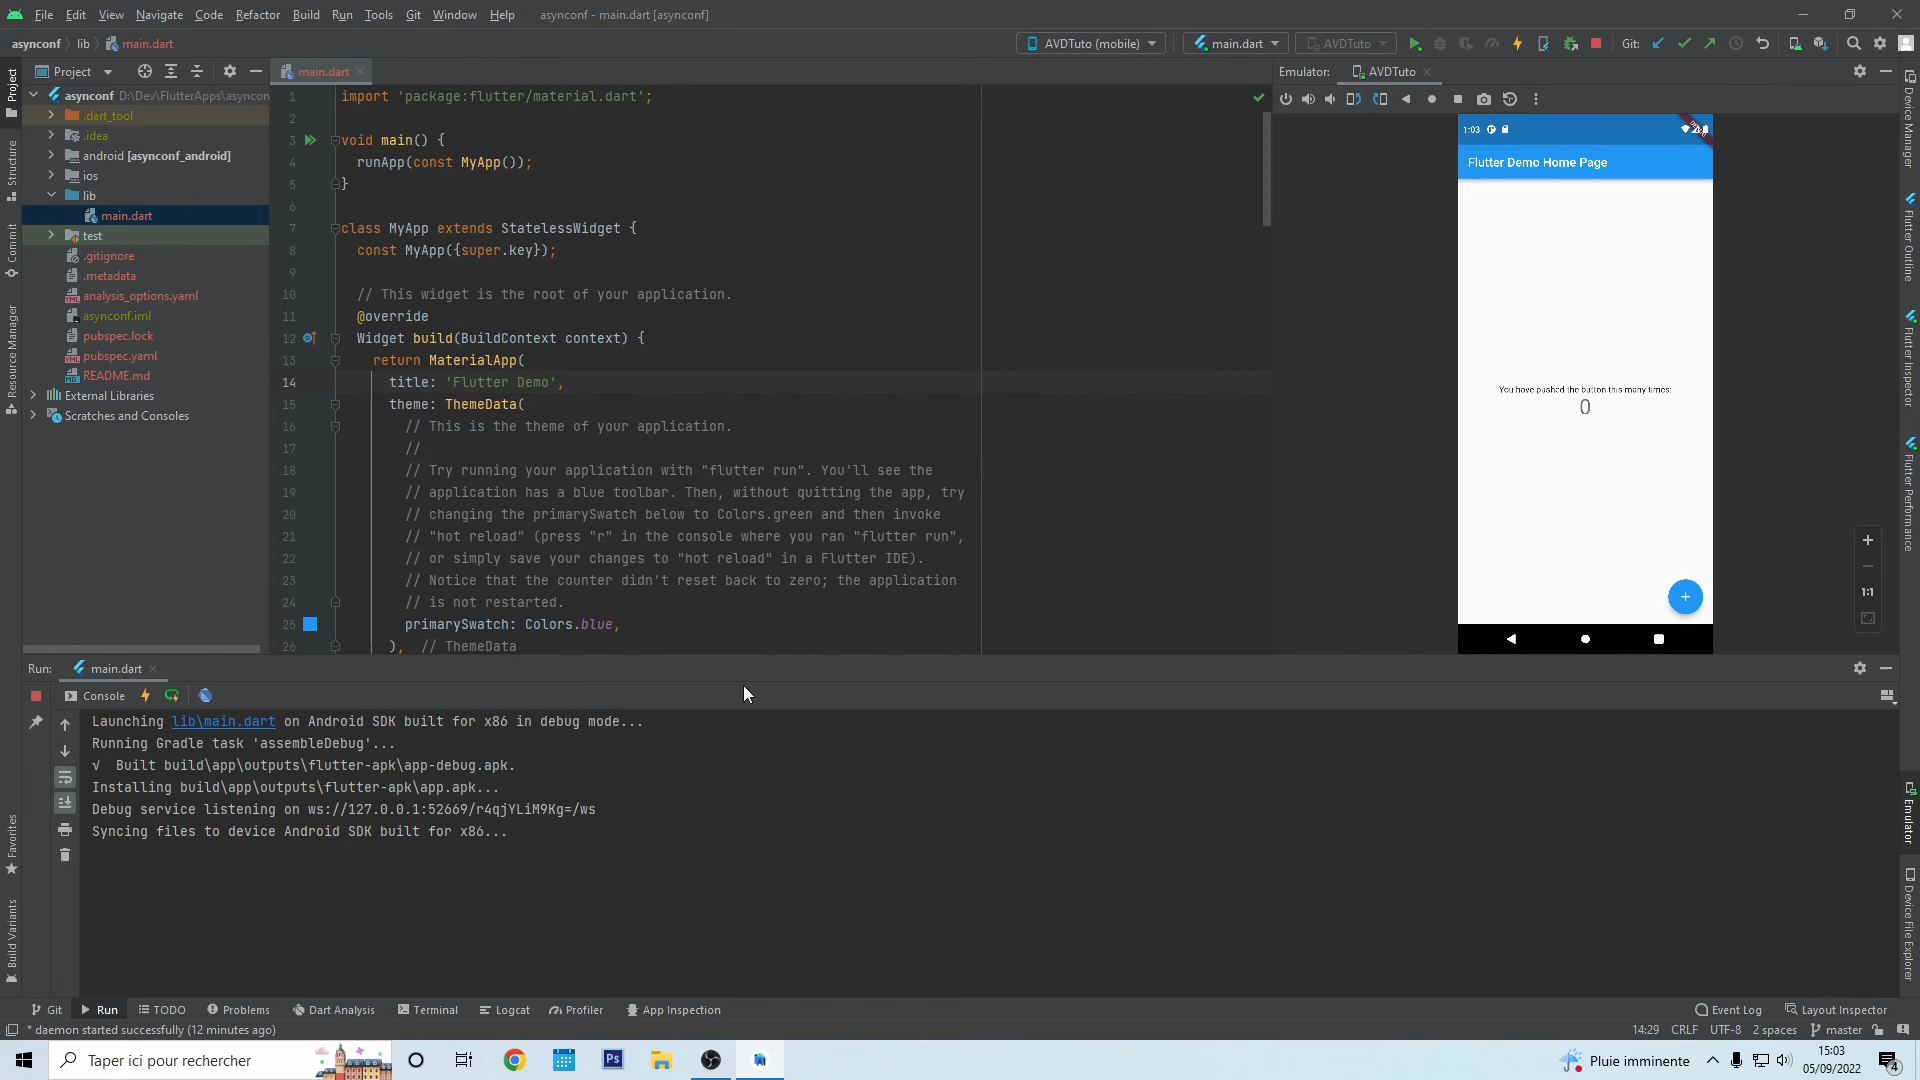 File Edit View Navigate Code Refactor Build Run Tools Git Window Help asynconf - main.dart [asynconf]
asynconf lib main.dart AVDTuto (mobile) main.dart AVDTuto Git:
Project main.dart Emulator: AVDTuto
asynconf D:\Dev\FlutterApps\asyncon
.dart_tool
.idea
android [asynconf_android]
ios
lib
main.dart
test
.gitignore
.metadata
analysis_options.yaml
asynconf.iml
pubspec.lock
pubspec.yaml
README.md
External Libraries
Scratches and Consoles
1 import 'package:flutter/material.dart';
2
3 void main() {
4 runApp(const MyApp());
5 }
6
7 class MyApp extends StatelessWidget {
8 const MyApp({super.key});
9
10 // This widget is the root of your application.
11 @override
12 Widget build(BuildContext context) {
13 return MaterialApp(
14 title: 'Flutter Demo',
15 theme: ThemeData(
16 // This is the theme of your application.
17 //
18 // Try running your application with "flutter run". You'll see the
19 // application has a blue toolbar. Then, without quitting the app, try
20 // changing the primarySwatch below to Colors.green and then invoke
21 // "hot reload" (press "r" in the console where you ran "flutter run",
22 // or simply save your changes to "hot reload" in a Flutter IDE).
23 // Notice that the counter didn't reset back to zero; the application
24 // is not restarted.
25 primarySwatch: Colors.blue,
26 ), // ThemeData
1:03
Flutter Demo Home Page
You have pushed the button this many times:
0
+
+
−
1:1
Project
Structure
Commit
Resource Manager
Favorites
Build Variants
Device Manager
Flutter Outline
Flutter Inspector
Flutter Performance
Emulator
Device File Explorer
Run: main.dart
Console
Launching lib\main.dart on Android SDK built for x86 in debug mode...
Running Gradle task 'assembleDebug'...
√ Built build\app\outputs\flutter-apk\app-debug.apk.
Installing build\app\outputs\flutter-apk\app.apk...
Debug service listening on ws://127.0.0.1:52669/r4qjYLiM9Kg=/ws
Syncing files to device Android SDK built for x86...
Git Run TODO Problems Dart Analysis Terminal Logcat Profiler App Inspection Event Log Layout Inspector
* daemon started successfully (12 minutes ago) 14:29 CRLF UTF-8 2 spaces master
Taper ici pour rechercher Ps Pluie imminente 15:03
05/09/2022 4